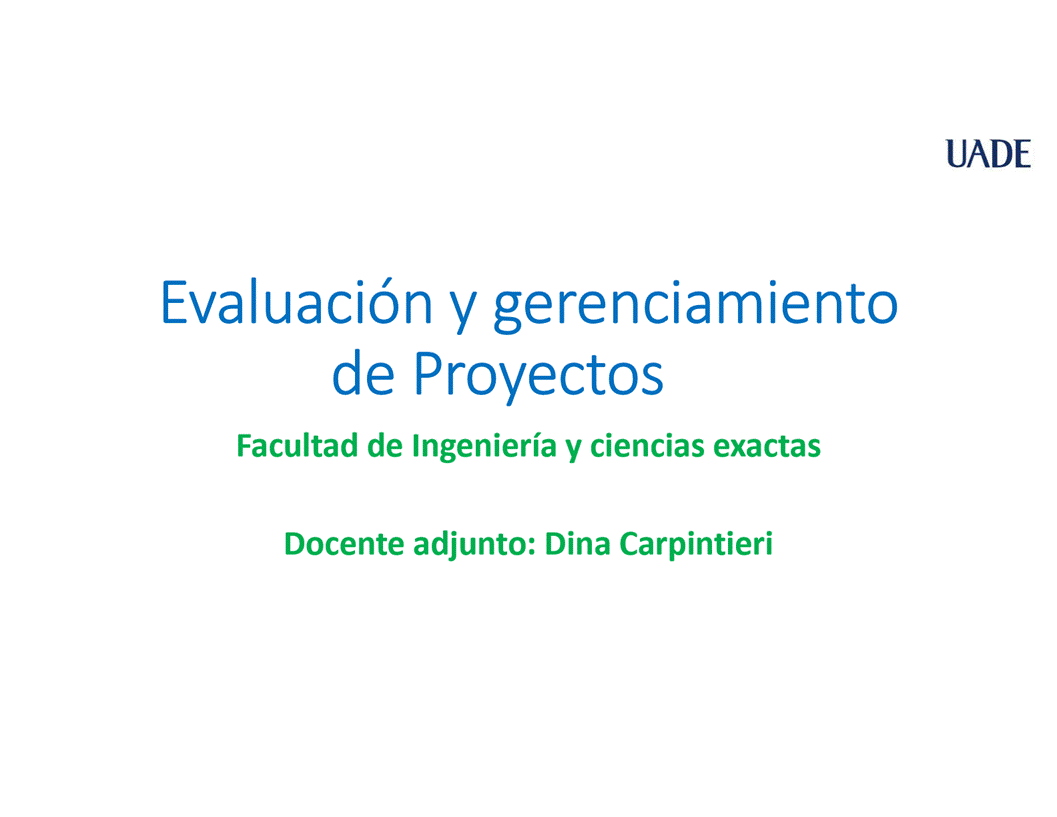 UADE
Evaluación y gerenciamiento
de Proyectos
Facultad de Ingeniería y ciencias exactas
Docente adjunto: Dina Carpintieri